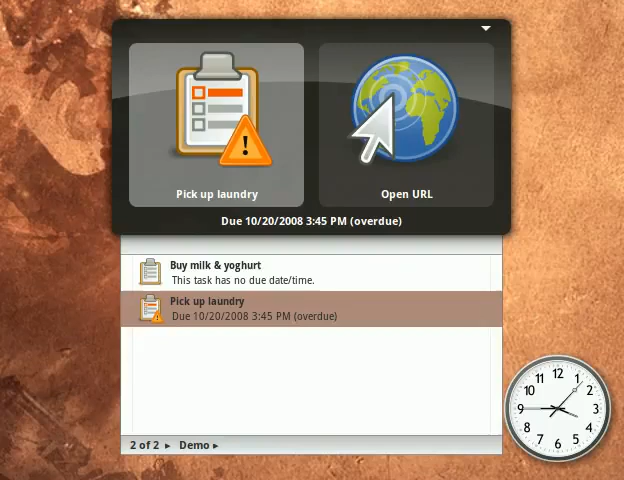 Pick up laundry
Open URL
Due 10/20/2008 3:45 PM (overdue)
Buy milk & yoghurt
This task has no due date/time.
Pick up laundry
Due 10/20/2008 3:45 PM (overdue)
12
11 1
10 2
9 3
8 4
7 5
6
2 of 2 ▸ Demo ▸